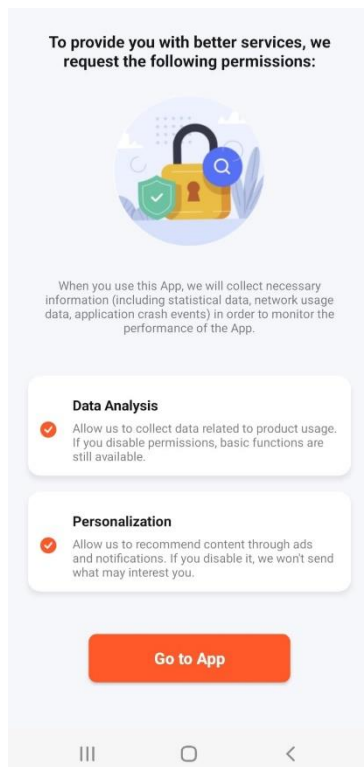 To provide you with better services, we
request the following permissions:
When you use this App, we will collect necessary
information (including statistical data, network usage
data, application crash events) in order to monitor the
performance of the App.
Data Analysis
Allow us to collect data related to product usage.
If you disable permissions, basic functions are
still available.
Personalization
Allow us to recommend content through ads
and notifications. If you disable it, we won't send
what may interest you.
Go to App